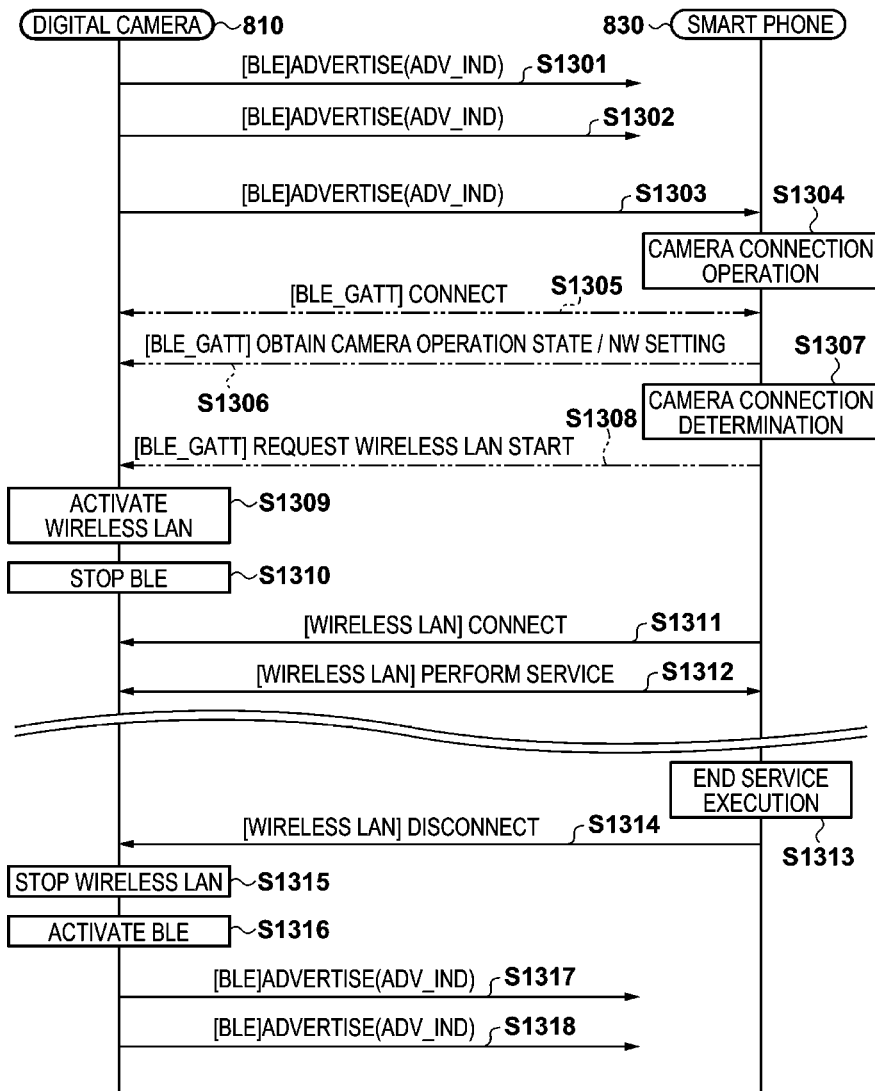 DIGITAL CAMERA 810 830 SMART PHONE
[BLE]ADVERTISE(ADV_IND) S1301
[BLE]ADVERTISE(ADV_IND) S1302
[BLE]ADVERTISE(ADV_IND) S1303
S1304
CAMERA CONNECTION
OPERATION
[BLE_GATT] CONNECT S1305
[BLE_GATT] OBTAIN CAMERA OPERATION STATE / NW SETTING
S1306
S1307
CAMERA CONNECTION
DETERMINATION
[BLE_GATT] REQUEST WIRELESS LAN START S1308
ACTIVATE
WIRELESS LAN
S1309
STOP BLE S1310
[WIRELESS LAN] CONNECT S1311
[WIRELESS LAN] PERFORM SERVICE S1312
END SERVICE
EXECUTION
S1313
[WIRELESS LAN] DISCONNECT S1314
STOP WIRELESS LAN S1315
ACTIVATE BLE S1316
[BLE]ADVERTISE(ADV_IND) S1317
[BLE]ADVERTISE(ADV_IND) S1318